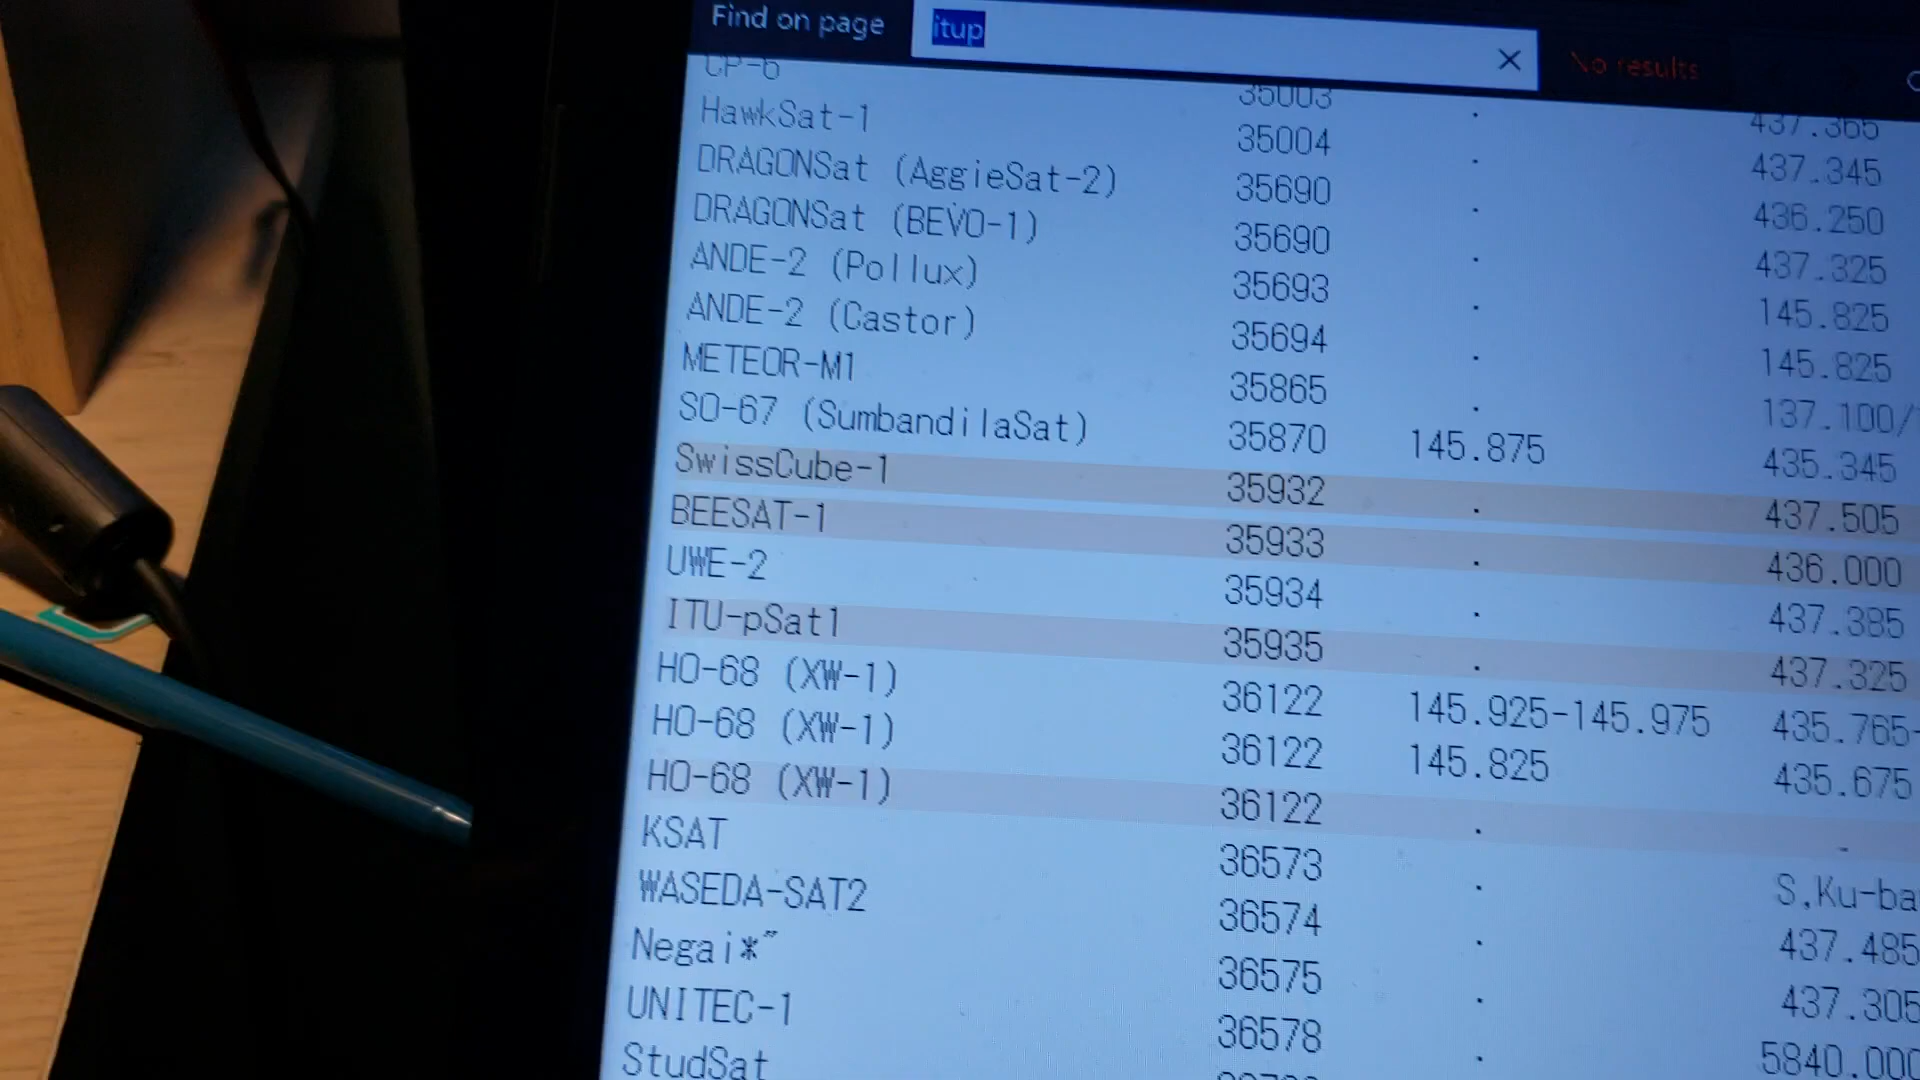 Find on page itup No results
CP-6 35003 . 437.365
HawkSat-1 35004 . 437.345
DRAGONSat (AggieSat-2) 35690 . 436.250
DRAGONSat (BEVO-1) 35690 . 437.325
ANDE-2 (Pollux) 35693 . 145.825
ANDE-2 (Castor) 35694 . 145.825
METEOR-M1 35865 . 137.100/
SO-67 (SumbandilaSat) 35870 145.875 435.345
SwissCube-1 35932 . 437.505
BEESAT-1 35933 . 436.000
UWE-2 35934 . 437.385
ITU-pSat1 35935 . 437.325
HO-68 (XW-1) 36122 145.925-145.975 435.765-
HO-68 (XW-1) 36122 145.825 435.675
HO-68 (XW-1) 36122 . -
KSAT 36573 . S,Ku-ba
WASEDA-SAT2 36574 . 437.485
Negai*" 36575 . 437.305
UNITEC-1 36578 . 5840.000
StudSat